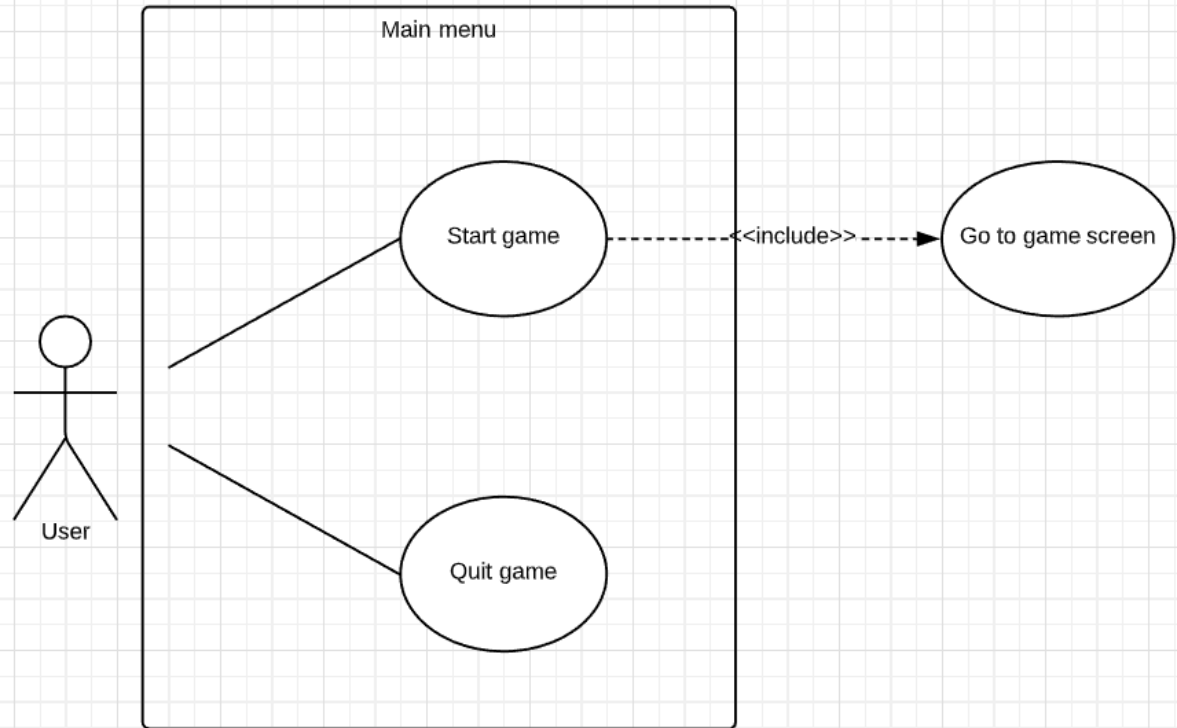 Main menu
Start game
<<include>>
Go to game screen
User
Quit game